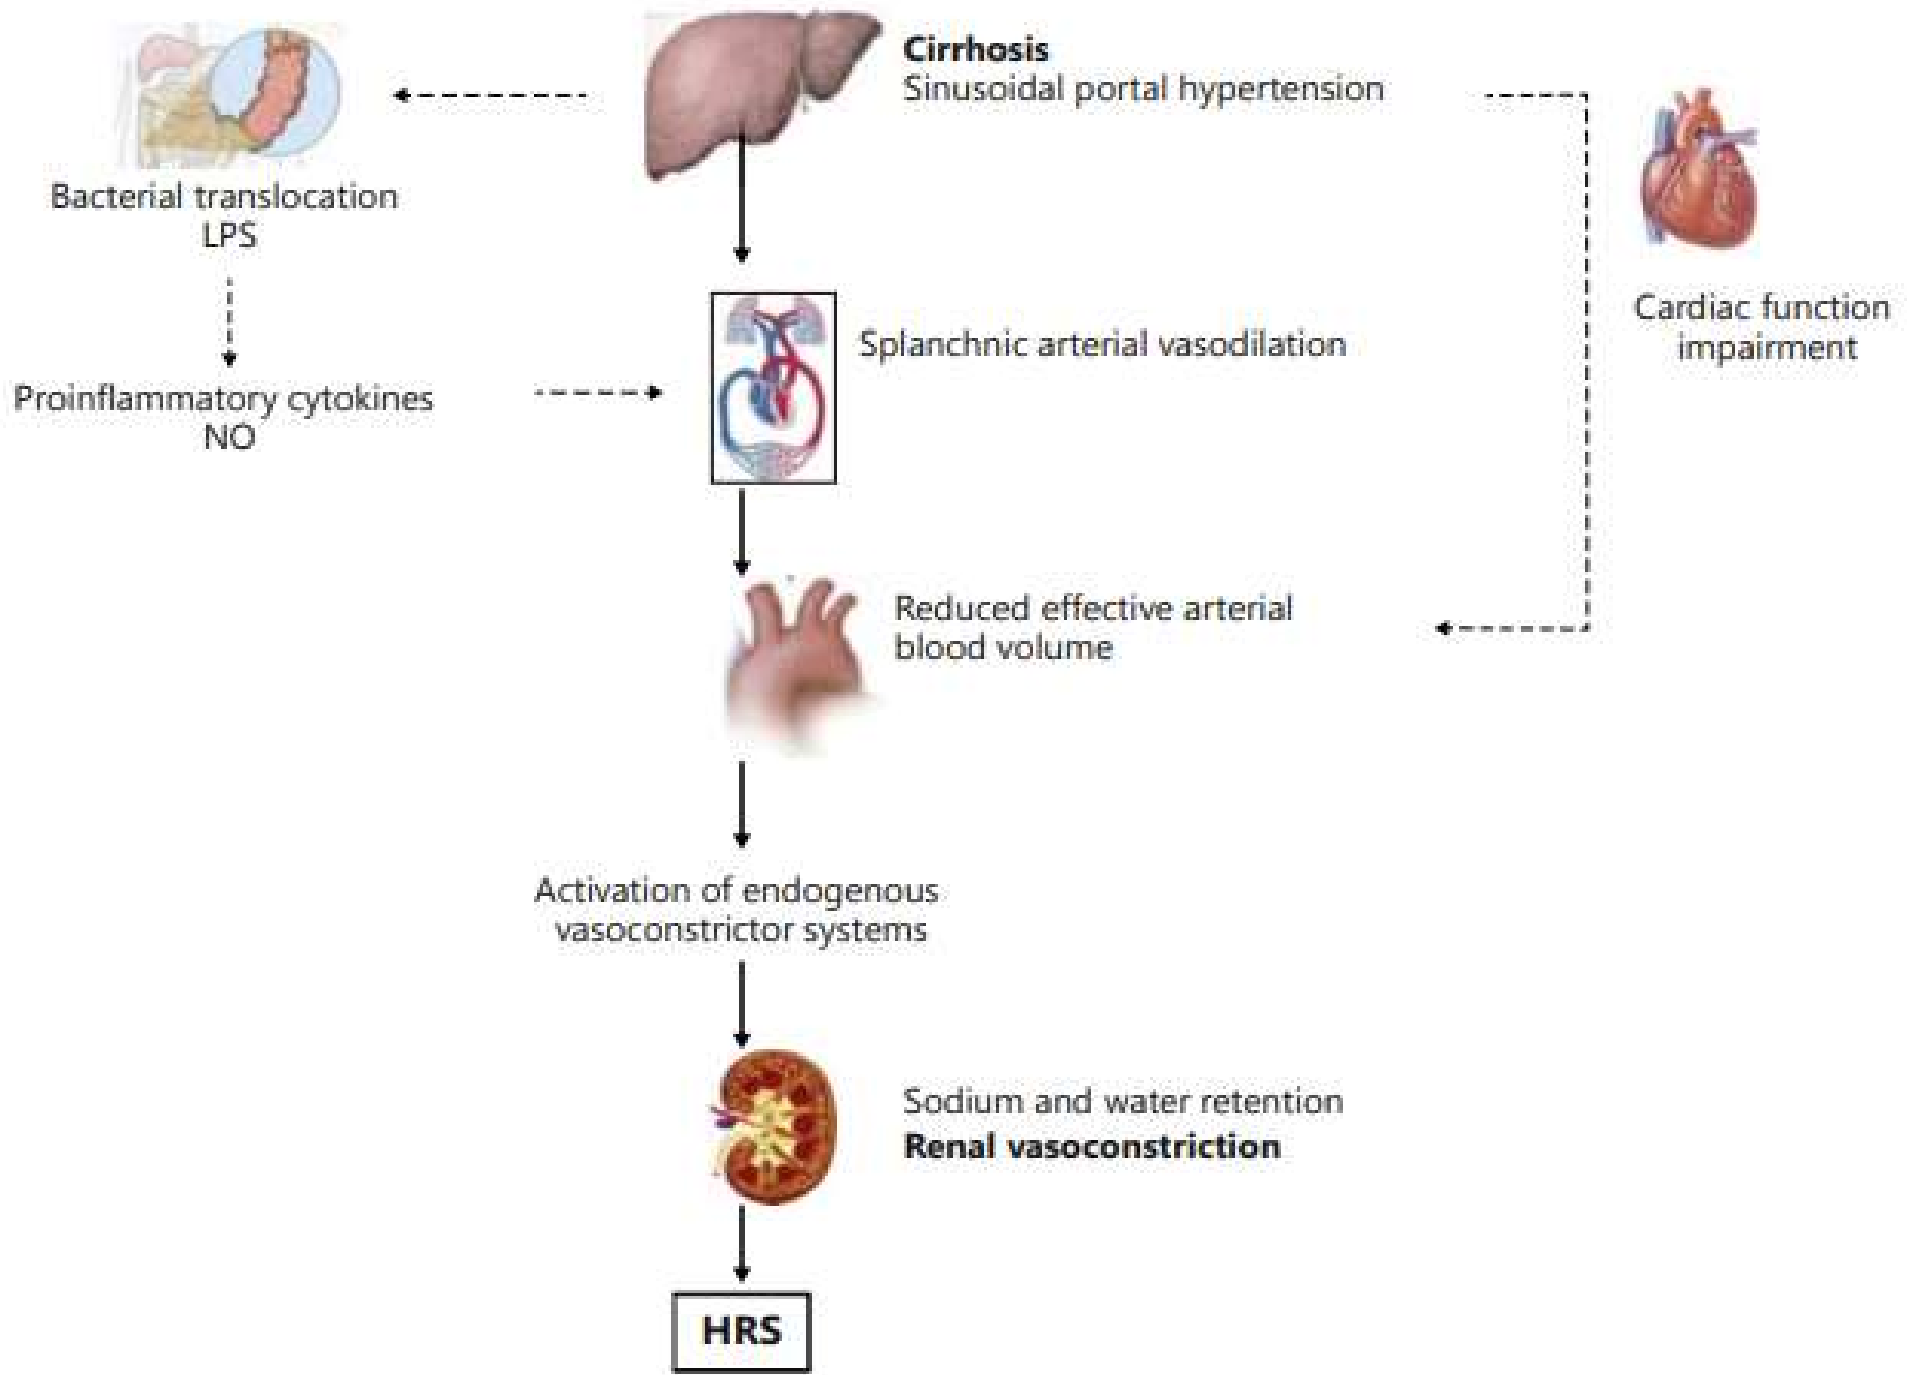 Cirrhosis
Sinusoidal portal hypertension
Bacterial translocation
LPS
Cardiac function
impairment
Splanchnic arterial vasodilation
Proinflammatory cytokines
NO
Reduced effective arterial
blood volume
Activation of endogenous
vasoconstrictor systems
Sodium and water retention
Renal vasoconstriction
HRS